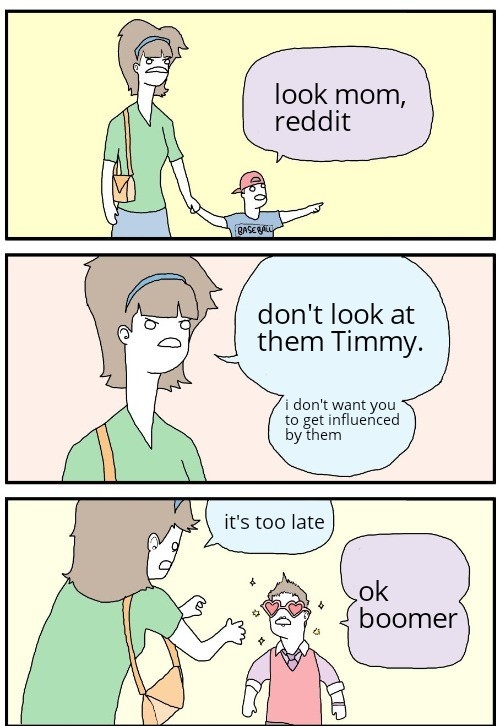 look mom,
reddit
BASEBALL
don't look at
them Timmy.
i don't want you
to get influenced
by them
it's too late
ok
boomer